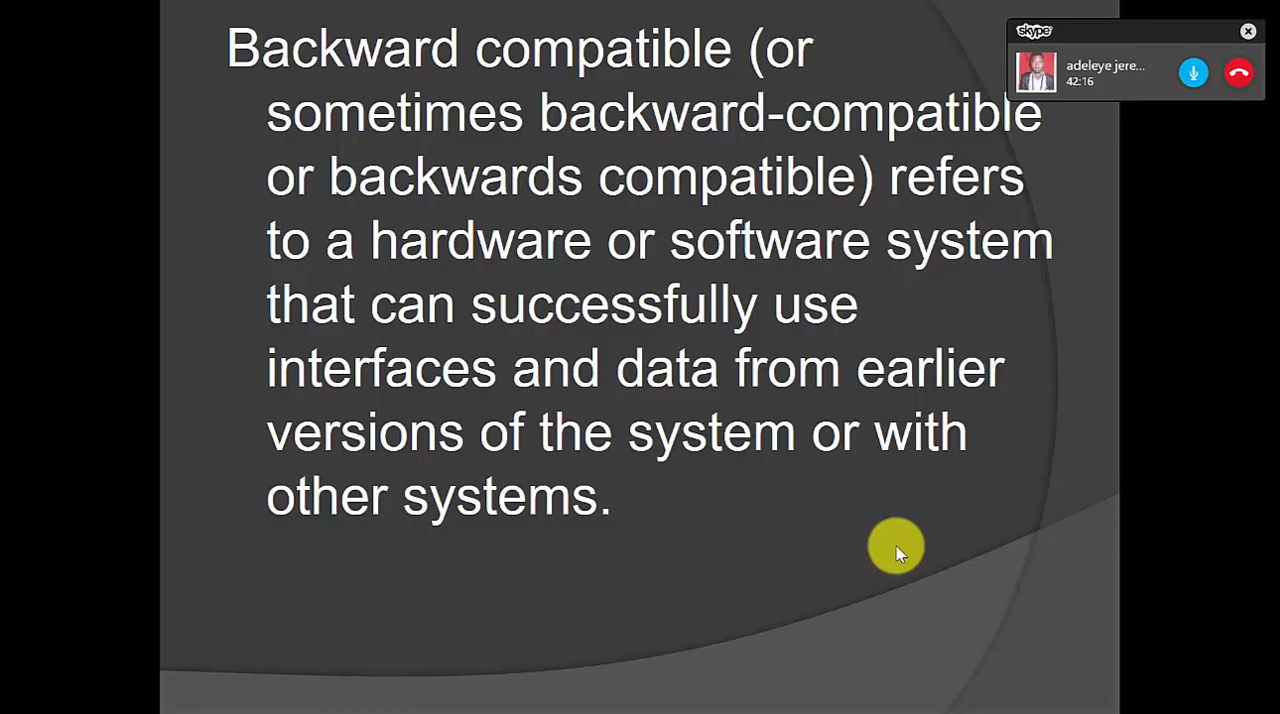 Backward compatible (or
sometimes backward-compatible
or backwards compatible) refers
to a hardware or software system
that can successfully use
interfaces and data from earlier
versions of the system or with
other systems.
skype
adeleye jere...
42:16